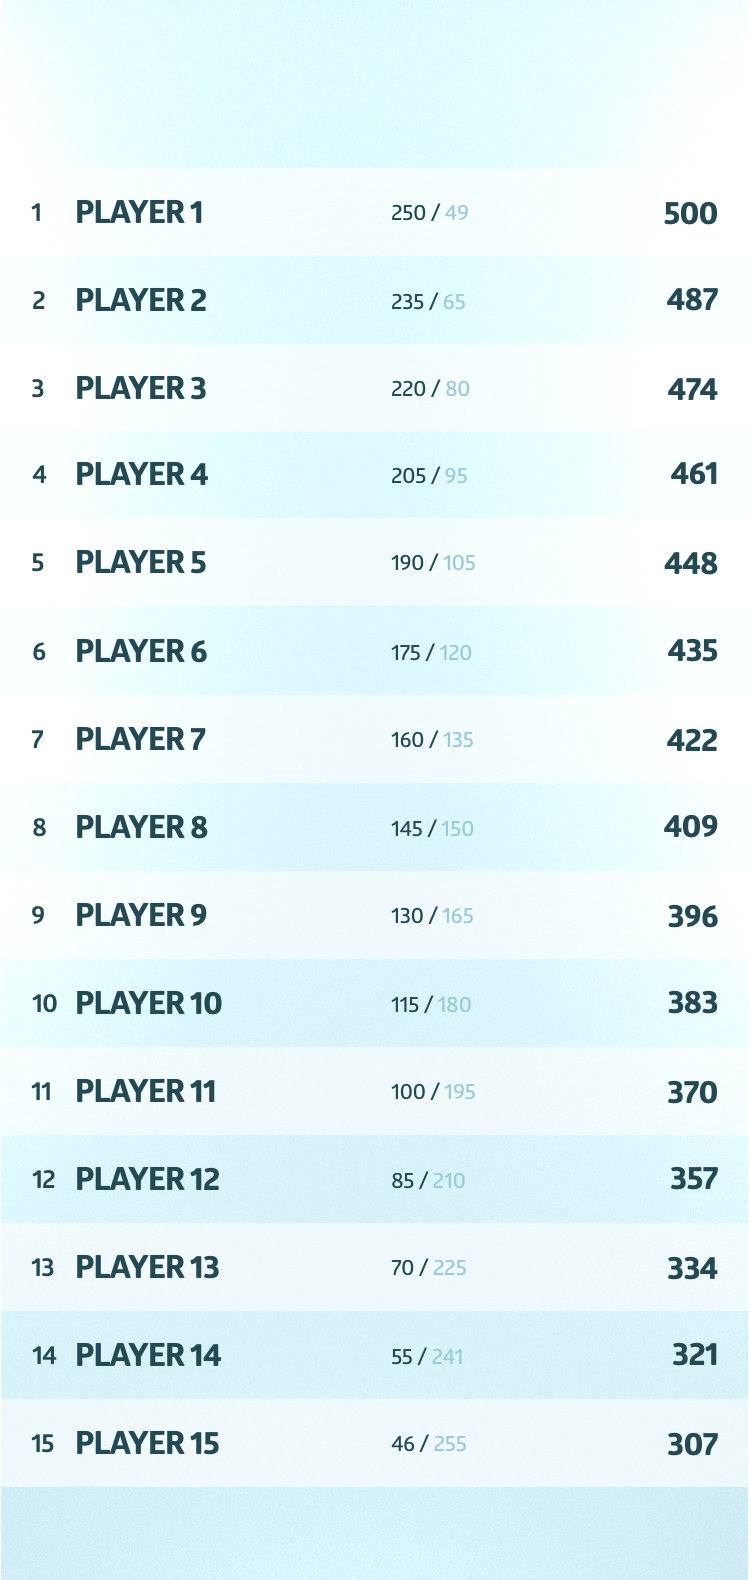 1 PLAYER 1 250 / 49 500
2 PLAYER 2 235 / 65 487
3 PLAYER 3 220 / 80 474
4 PLAYER 4 205 / 95 461
5 PLAYER 5 190 / 105 448
6 PLAYER 6 175 / 120 435
7 PLAYER 7 160 / 135 422
8 PLAYER 8 145 / 150 409
9 PLAYER 9 130 / 165 396
10 PLAYER 10 115 / 180 383
11 PLAYER 11 100 / 195 370
12 PLAYER 12 85 / 210 357
13 PLAYER 13 70 / 225 334
14 PLAYER 14 55 / 241 321
15 PLAYER 15 46 / 255 307